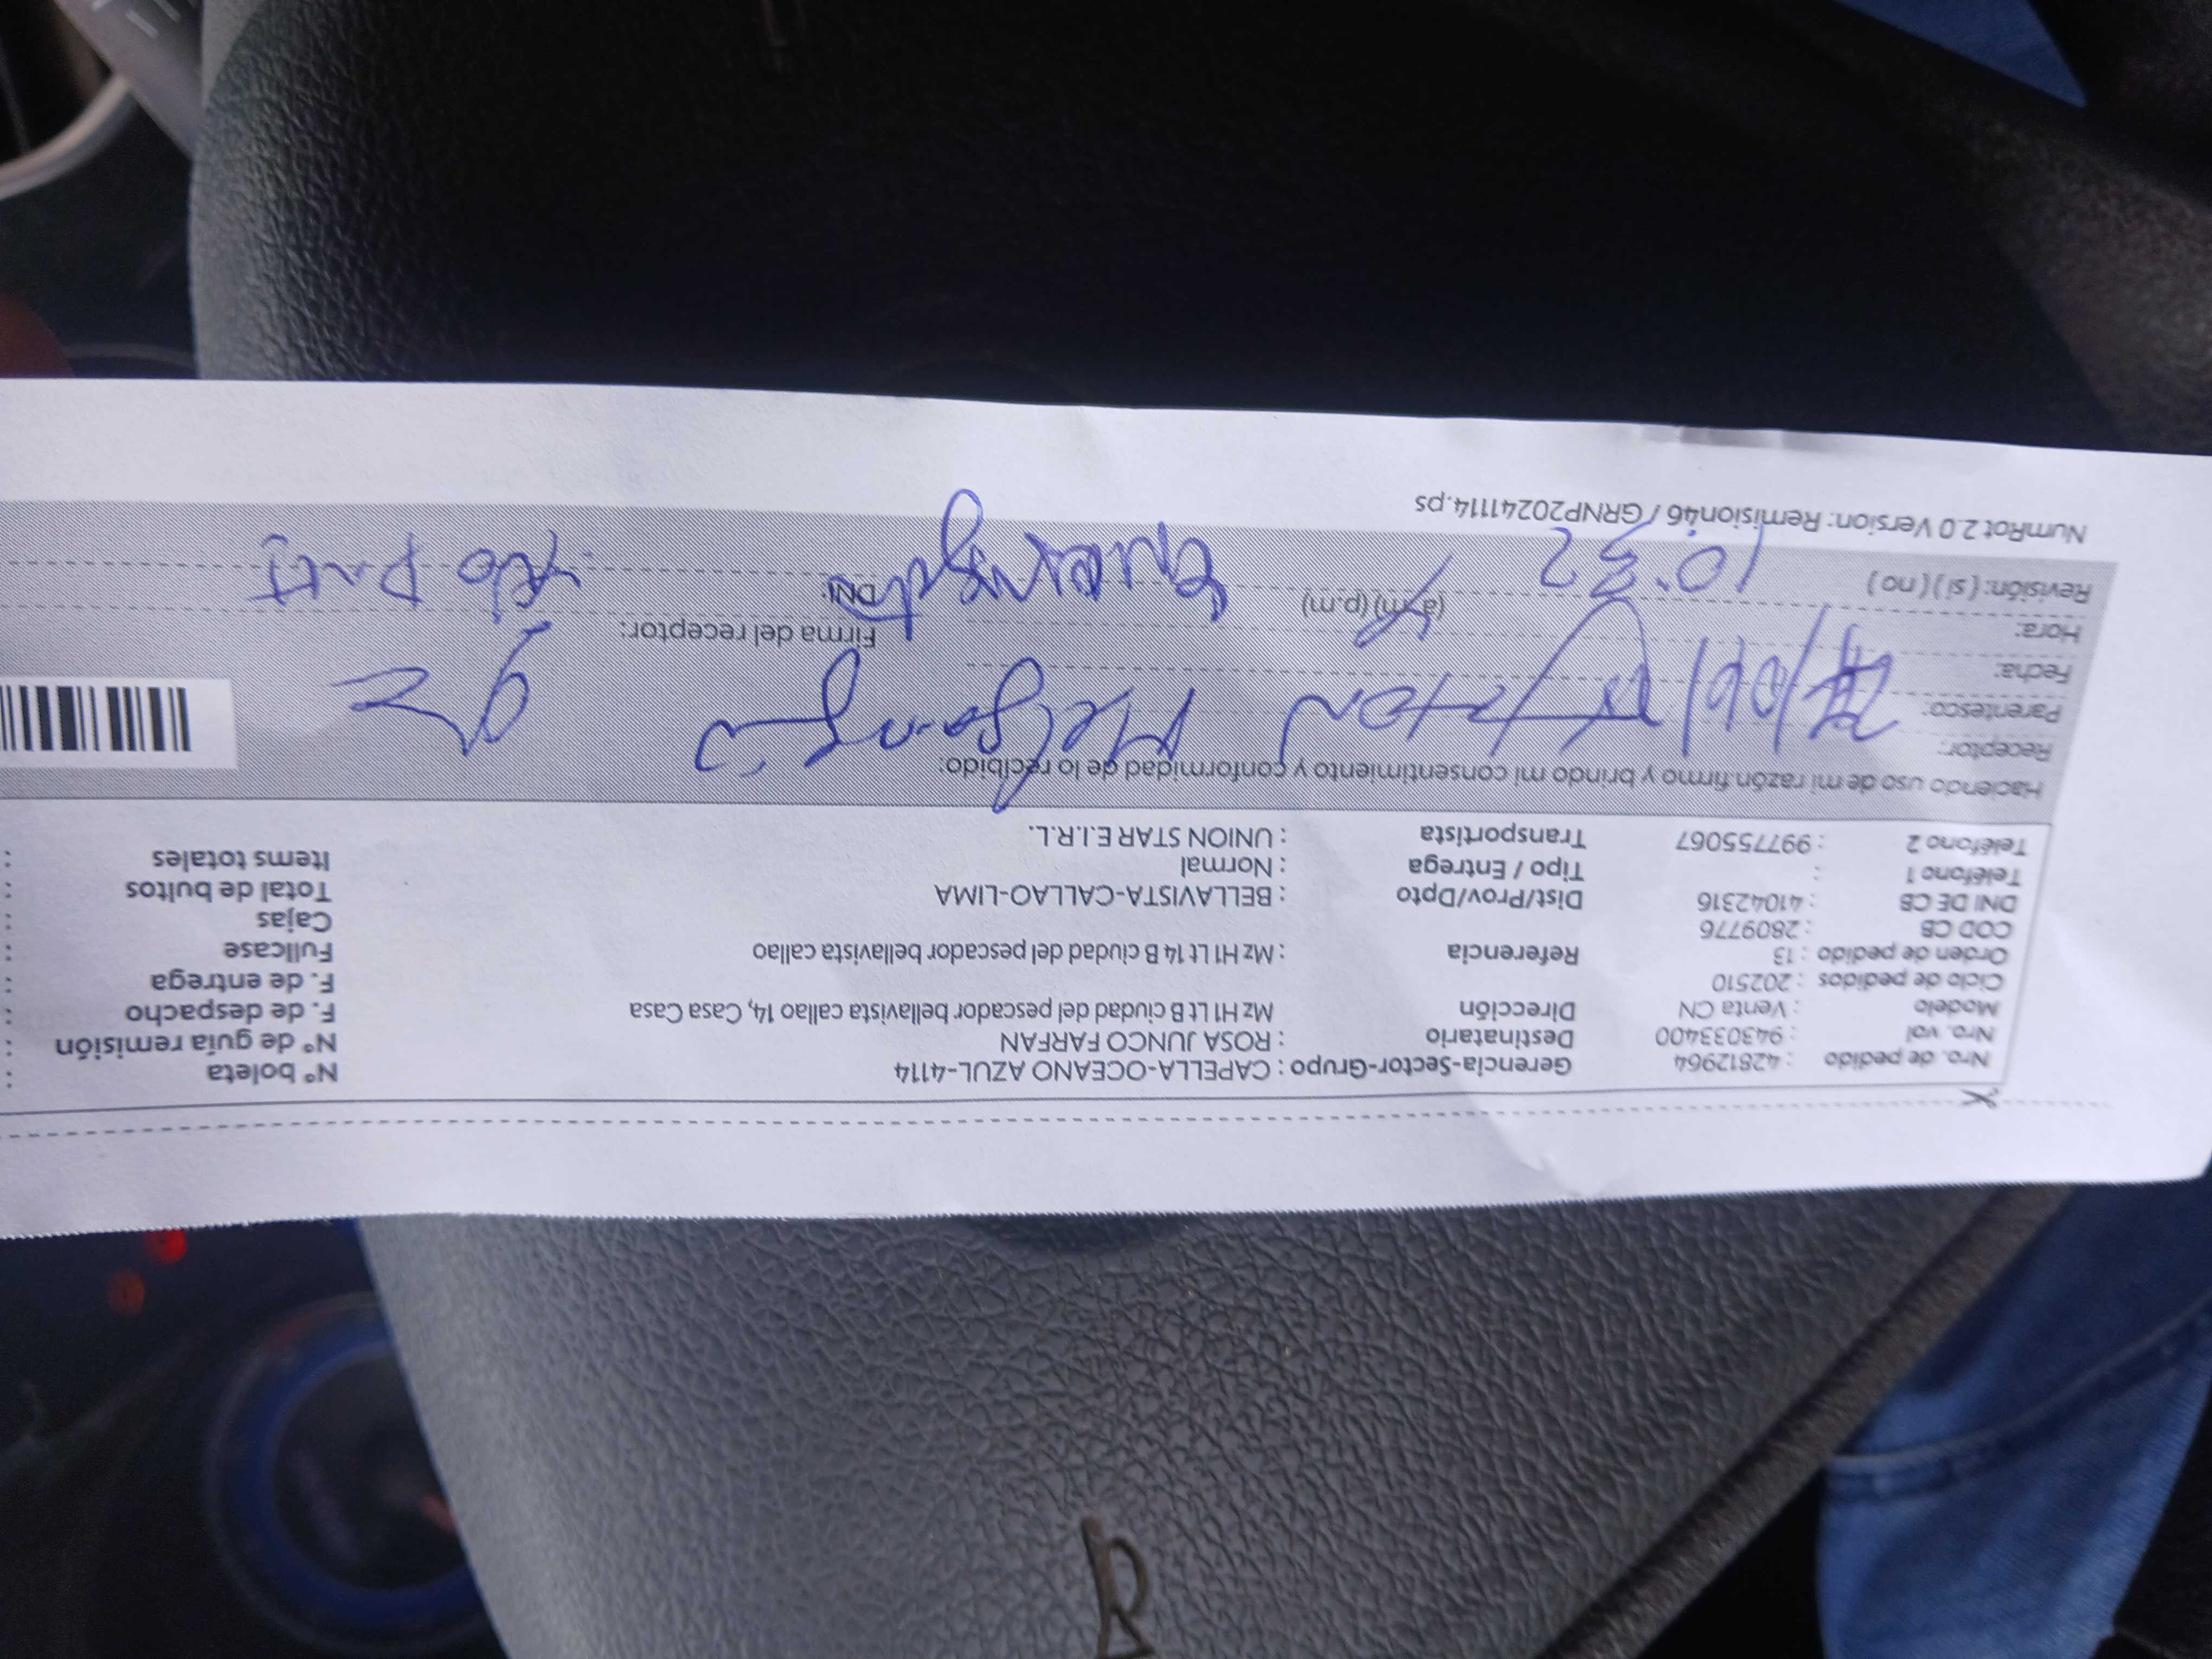 Nro. de pedido : 42812964 Gerencia-Sector-Grupo : CAPELLA-OCEANO AZUL-4114 N° boleta :
Nro. val : 943033400 Destinatario : ROSA JUNCO FARFAN N° de guía remisión :
Modelo : Venta CN Dirección Mz H1 Lt B ciudad del pescador bellavista callao 14, Casa Casa F. de despacho :
Ciclo de pedidos : 202510 F. de entrega :
Orden de pedido : 13 Referencia : Mz H1 Lt 14 B ciudad del pescador bellavista callao Fullcase :
COD CB : 2809776 Cajas :
DNI DE CB : 41042316 Dist/Prov/Dpto : BELLAVISTA-CALLAO-LIMA Total de bultos :
Teléfono 1 : Tipo / Entrega : Normal Items totales :
Teléfono 2 : 997755067 Transportista : UNION STAR E.I.R.L.
Haciendo uso de mi razón firmo y brindo mi consentimiento y conformidad de lo recibido:
Receptor:
Parentesco:
Fecha:
Hora: Firma del receptor:
Revisión: ( si ) ( no ) (a.m) (p.m) DNI:
NumRot 2.0 Version: Remision46 / GRNP20241114.ps